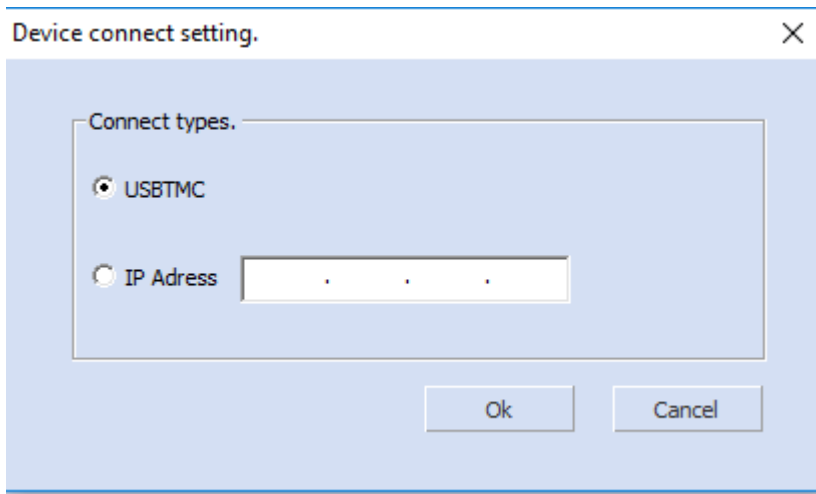 Device connect setting.
Connect types.
USBTMC
IP Adress . . .
Ok Cancel